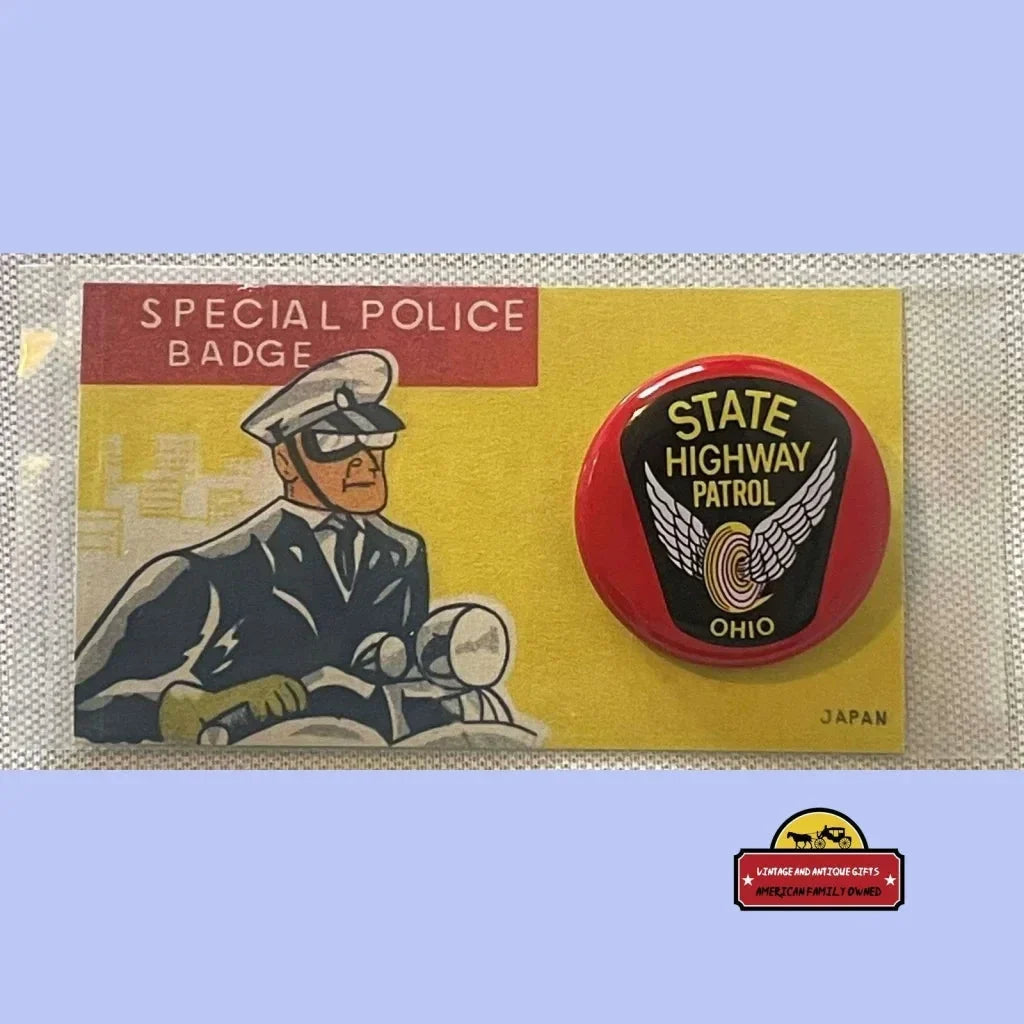 SPECIAL POLICE
BADGE
STATE
HIGHWAY
PATROL
OHIO
JAPAN
VINTAGE AND ANTIQUE GIFTS
AMERICAN FAMILY OWNED